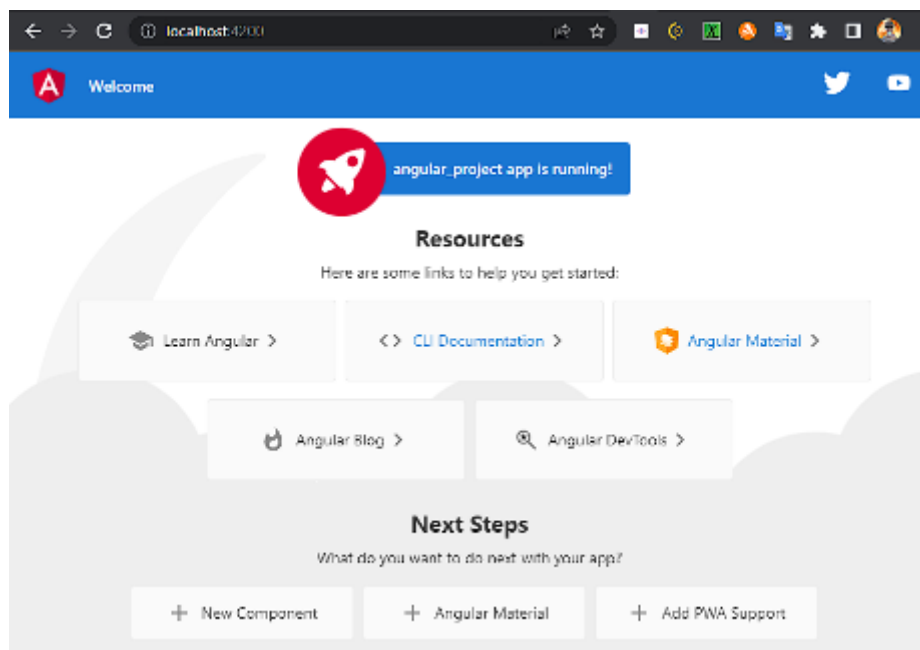 localhost:4200
Welcome
angular_project app is running!
Resources
Here are some links to help you get started:
Learn Angular
CLI Documentation
Angular Material
Angular Blog
Angular DevTools
Next Steps
What do you want to do next with your app?
New Component
Angular Material
Add PWA Support